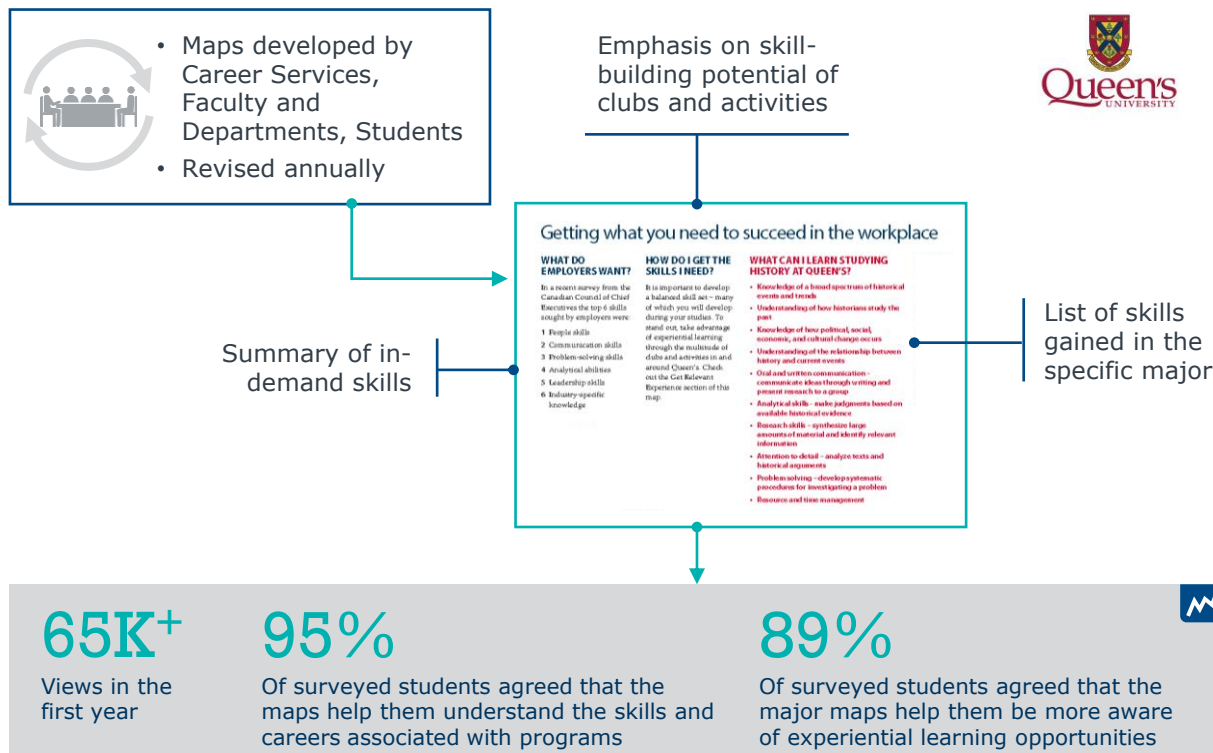 • Maps developed by
Career Services,
Faculty and
Departments, Students
• Revised annually
Emphasis on skill-
building potential of
clubs and activities
Queen's
UNIVERSITY
Summary of in-
demand skills
Getting what you need to succeed in the workplace
WHAT DO
EMPLOYERS WANT?
In a recent survey from the
Canadian Council of Chief
Executives the top 6 skills
sought by employers were:
1 People skills
2 Communication skills
3 Problem-solving skills
4 Analytical abilities
5 Leadership skills
6 Industry-specific
knowledge
HOW DO I GET THE
SKILLS I NEED?
It is important to develop
a balanced skill set – many
of which you will develop
during your studies. To
stand out, take advantage
of experiential learning
through the multitude of
clubs and activities in and
around Queen's. Check
out the Get Relevant
Experience section of this
map.
WHAT CAN I LEARN STUDYING
HISTORY AT QUEEN'S?
• Knowledge of a broad spectrum of historical
events and trends
• Understanding of how historians study the
past
• Knowledge of how political, social,
economic, and cultural change occurs
• Understanding of the relationship between
history and current events
• Oral and written communication –
communicate ideas through writing and
present research to a group
• Analytical skills – make judgments based on
available historical evidence
• Research skills – synthesize large
amounts of material and identify relevant
information
• Attention to detail – analyze texts and
historical arguments
• Problem solving – develop systematic
procedures for investigating a problem
• Resource and time management
List of skills
gained in the
specific major
65K+
Views in the
first year
95%
Of surveyed students agreed that the
maps help them understand the skills and
careers associated with programs
89%
Of surveyed students agreed that the
major maps help them be more aware
of experiential learning opportunities